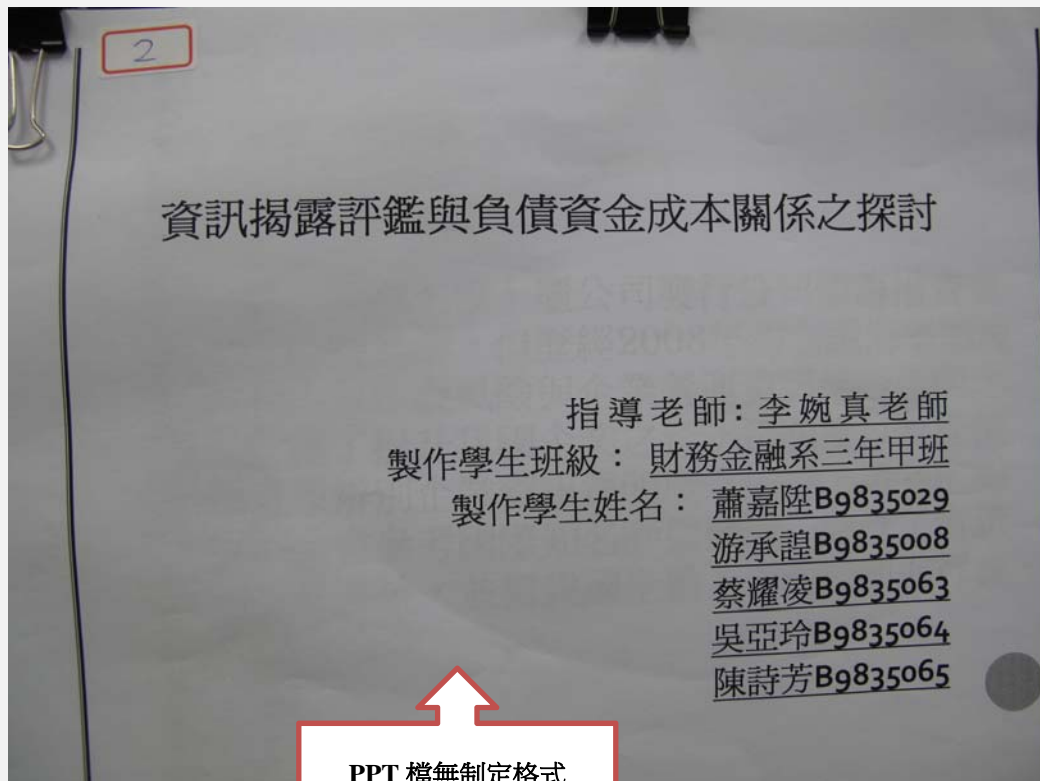 2
資訊揭露評鑑與負債資金成本關係之探討
指導老師: 李婉真老師
製作學生班級： 財務金融系三年甲班
製作學生姓名： 蕭嘉陞B9835029
游承諻B9835008
蔡耀凌B9835063
吳亞玲B9835064
陳詩芳B9835065
PPT 檔無制定格式